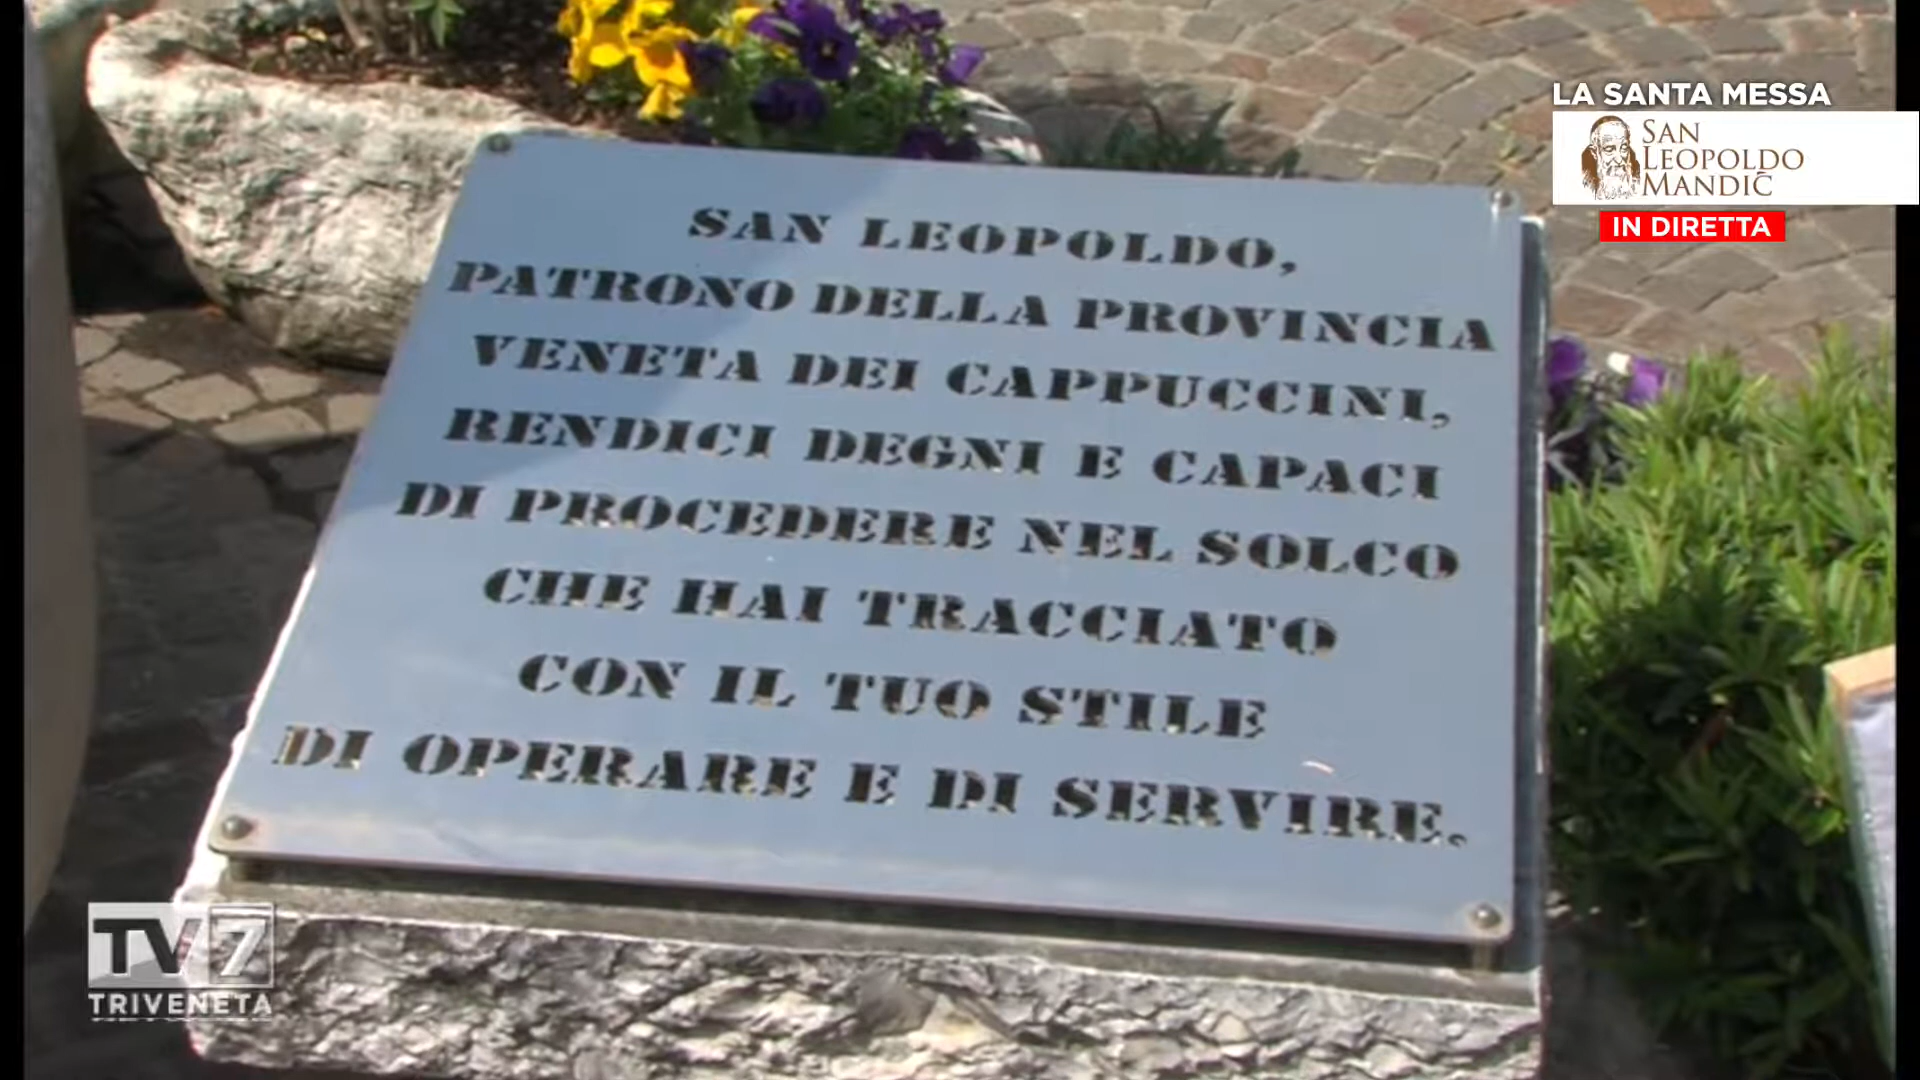 LA SANTA MESSA
SAN
LEOPOLDO
MANDIĆ
IN DIRETTA
SAN LEOPOLDO,
PATRONO DELLA PROVINCIA
VENETA DEI CAPPUCCINI,
RENDICI DEGNI E CAPACI
DI PROCEDERE NEL SOLCO
CHE HAI TRACCIATO
CON IL TUO STILE
DI OPERARE E DI SERVIRE.
TV7
TRIVENETA